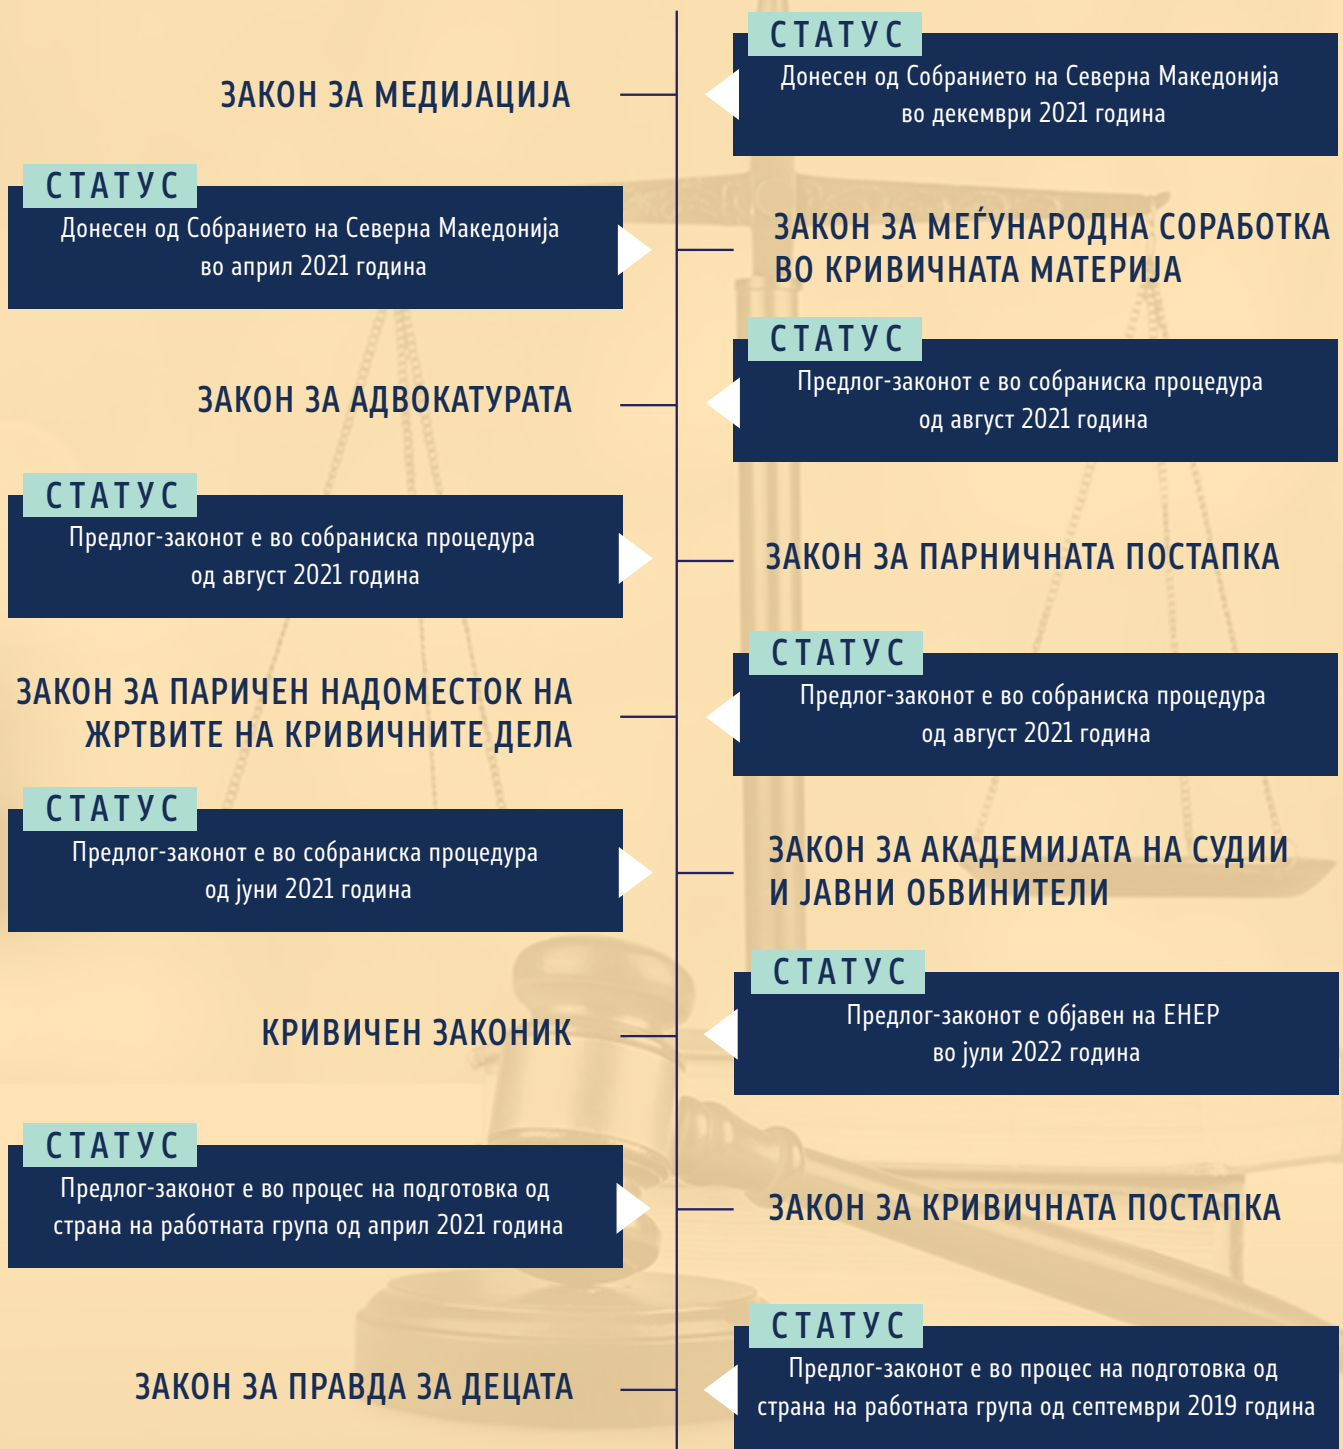 ЗАКОН ЗА МЕДИЈАЦИЈА
СТАТУС
Донесен од Собранието на Северна Македонија
во декември 2021 година
ЗАКОН ЗА МЕЃУНАРОДНА СОРАБОТКА
ВО КРИВИЧНАТА МАТЕРИЈА
СТАТУС
Донесен од Собранието на Северна Македонија
во април 2021 година
ЗАКОН ЗА АДВОКАТУРАТА
СТАТУС
Предлог-законот е во собраниска процедура
од август 2021 година
ЗАКОН ЗА ПАРНИЧНАТА ПОСТАПКА
СТАТУС
Предлог-законот е во собраниска процедура
од август 2021 година
ЗАКОН ЗА ПАРИЧЕН НАДОМЕСТОК НА
ЖРТВИТЕ НА КРИВИЧНИТЕ ДЕЛА
СТАТУС
Предлог-законот е во собраниска процедура
од август 2021 година
ЗАКОН ЗА АКАДЕМИЈАТА НА СУДИИ
И ЈАВНИ ОБВИНИТЕЛИ
СТАТУС
Предлог-законот е во собраниска процедура
од јуни 2021 година
КРИВИЧЕН ЗАКОНИК
СТАТУС
Предлог-законот е објавен на ЕНЕР
во јули 2022 година
ЗАКОН ЗА КРИВИЧНАТА ПОСТАПКА
СТАТУС
Предлог-законот е во процес на подготовка од
страна на работната група од април 2021 година
ЗАКОН ЗА ПРАВДА ЗА ДЕЦАТА
СТАТУС
Предлог-законот е во процес на подготовка од
страна на работната група од септември 2019 година